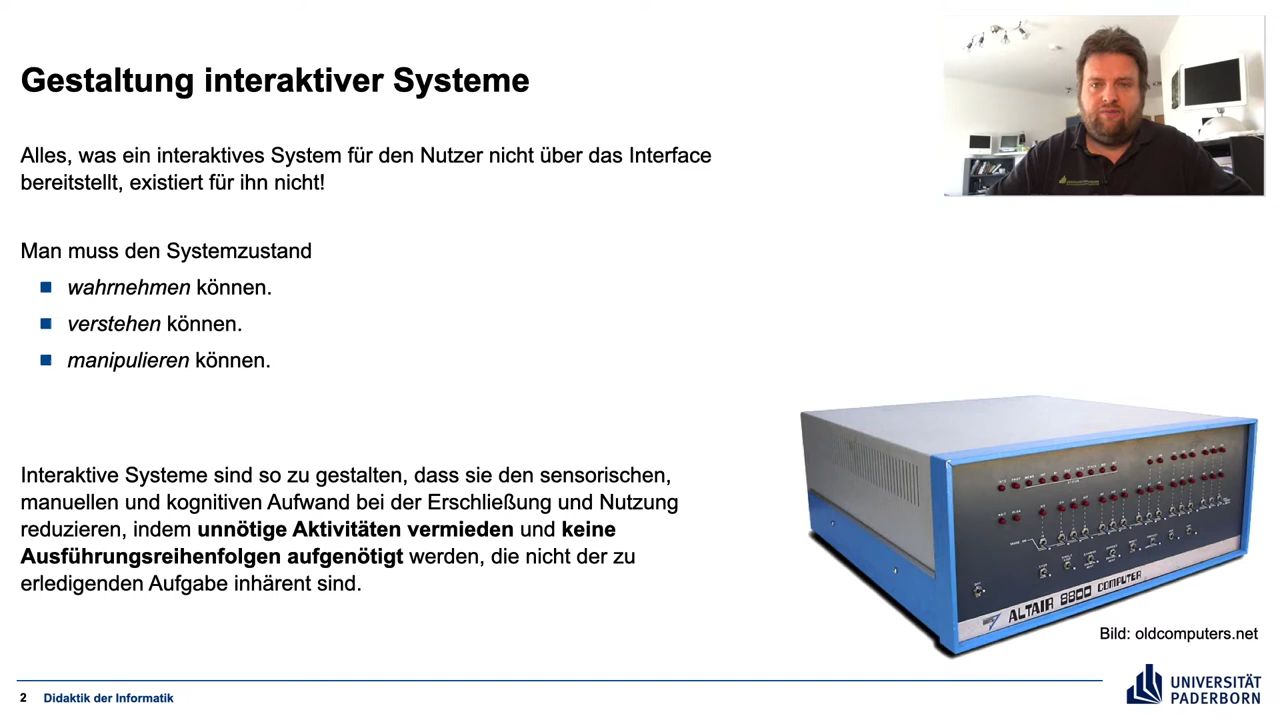 Gestaltung interaktiver Systeme
Alles, was ein interaktives System für den Nutzer nicht über das Interface
bereitstellt, existiert für ihn nicht!
Man muss den Systemzustand
wahrnehmen können.
verstehen können.
manipulieren können.
Interaktive Systeme sind so zu gestalten, dass sie den sensorischen,
manuellen und kognitiven Aufwand bei der Erschließung und Nutzung
reduzieren, indem unnötige Aktivitäten vermieden und keine
Ausführungsreihenfolgen aufgenötigt werden, die nicht der zu
erledigenden Aufgabe inhärent sind.
ALTAIR 8800 COMPUTER
Bild: oldcomputers.net
2 Didaktik der Informatik
UNIVERSITÄT
PADERBORN